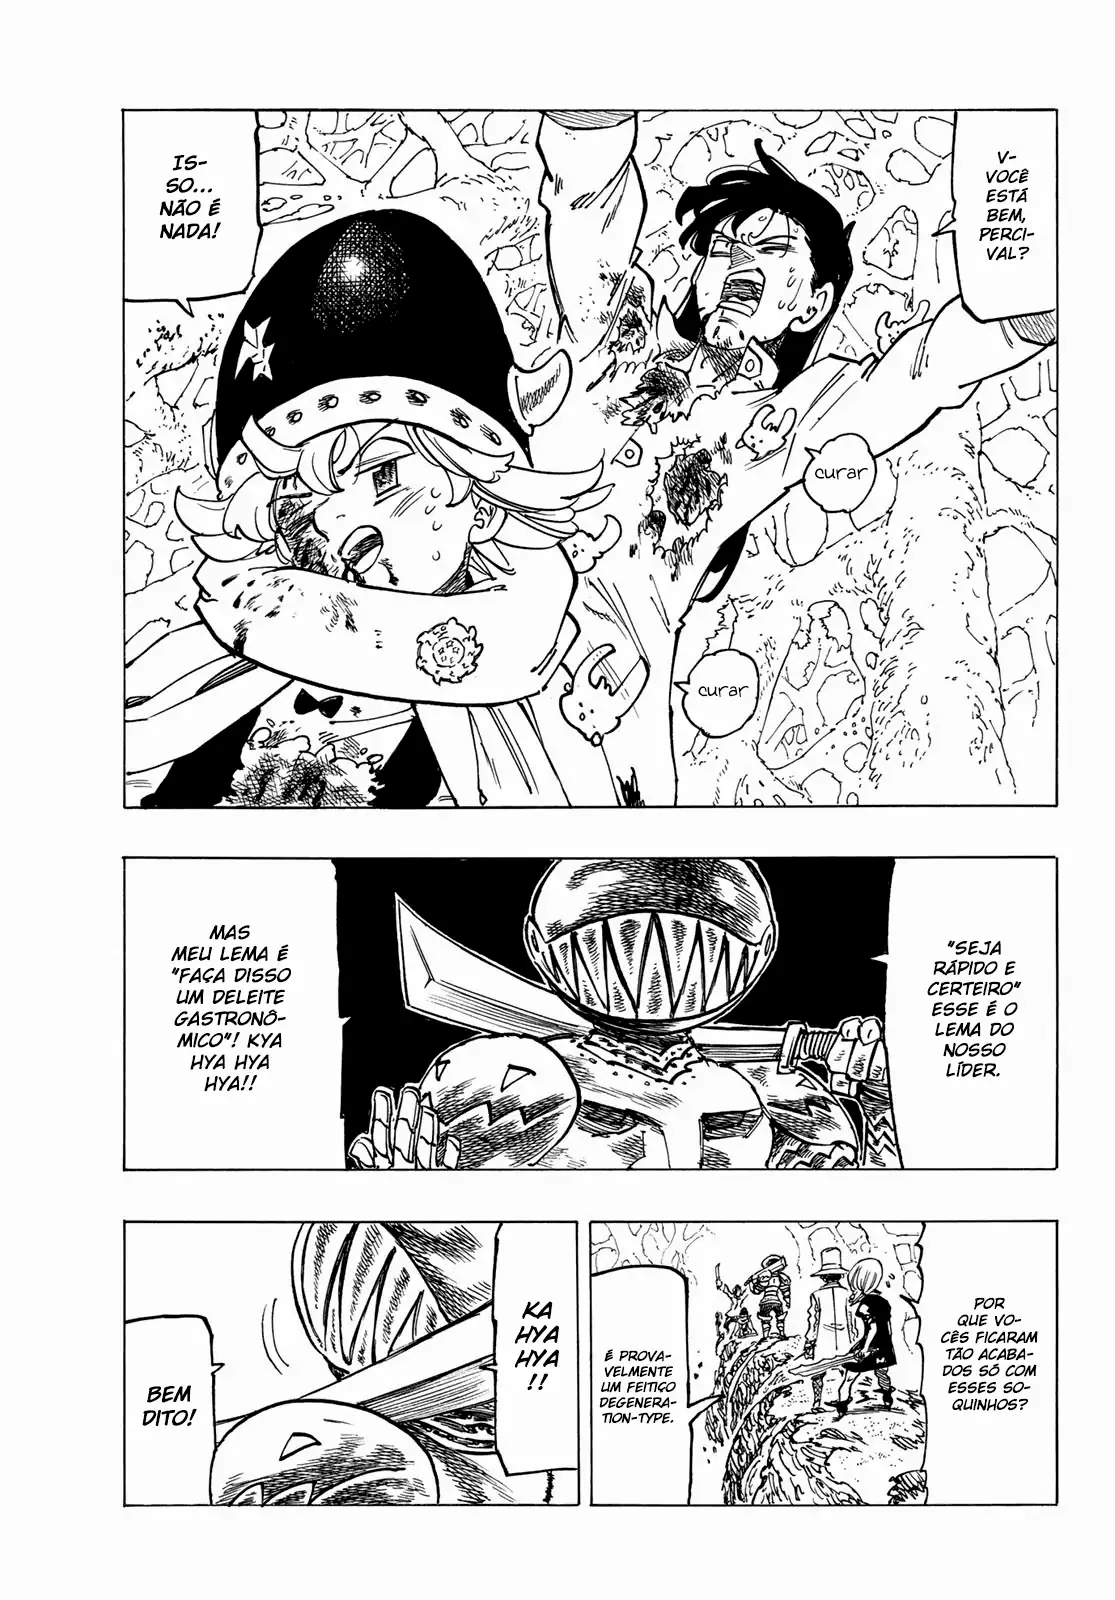 V-
VOCÊ
ESTÁ
BEM,
PERCI-
VAL?
IS-
SO...
NÃO É
NADA!
curar
curar
"SEJA
RÁPIDO E
CERTEIRO"
ESSE É O
LEMA DO
NOSSO
LÍDER.
MAS
MEU LEMA É
"FAÇA DISSO
UM DELEITE
GASTRONÔ-
MICO"! KYA
HYA HYA
HYA!!
POR
QUE VO-
CÊS FICARAM
TÃO ACABA-
DOS SÓ COM
ESSES SO-
QUINHOS?
É PROVA-
VELMENTE
UM FEITIÇO
DEGENERA-
TION-TYPE.
KA
HYA
HYA
!!
BEM
DITO!